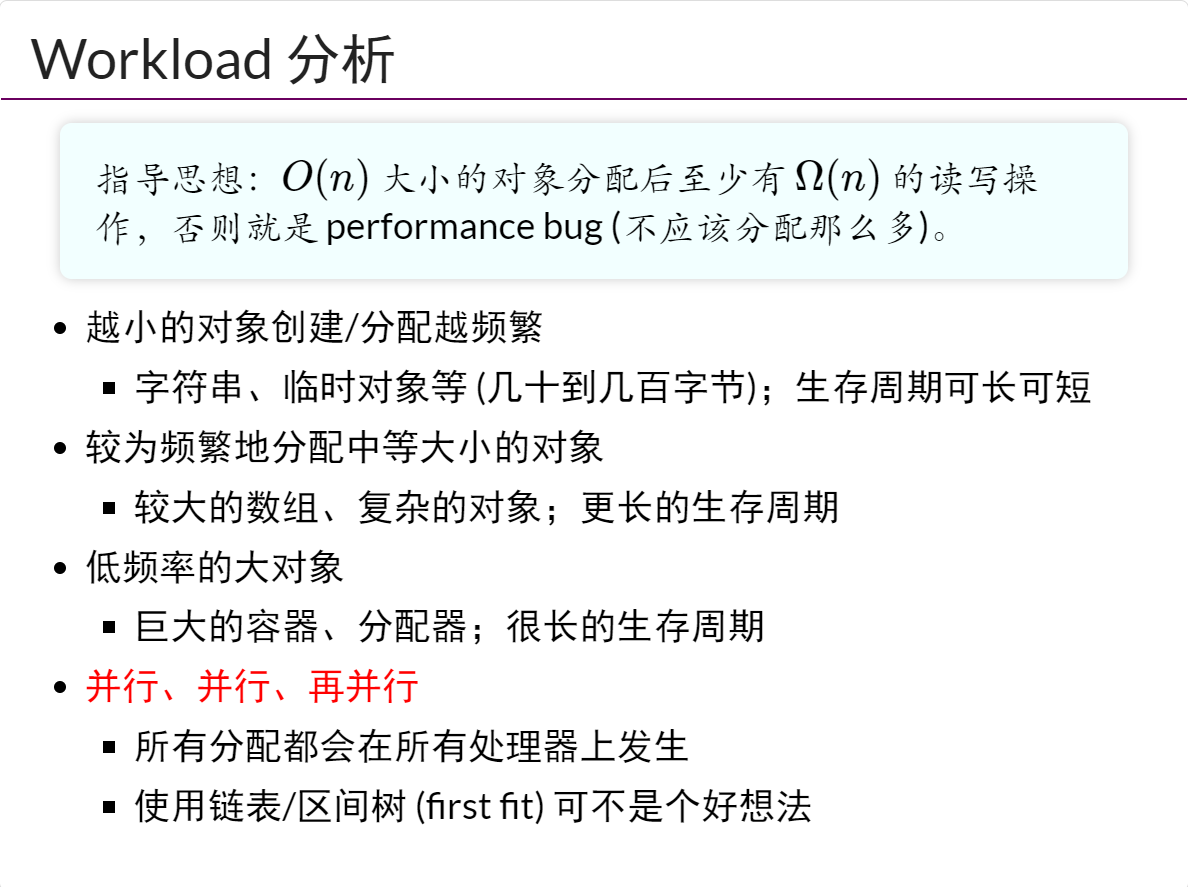 Workload 分析
指导思想：O(n) 大小的对象分配后至少有 Ω(n) 的读写操
作，否则就是 performance bug (不应该分配那么多)。
• 越小的对象创建/分配越频繁
▪ 字符串、临时对象等 (几十到几百字节)；生存周期可长可短
• 较为频繁地分配中等大小的对象
▪ 较大的数组、复杂的对象；更长的生存周期
• 低频率的大对象
▪ 巨大的容器、分配器；很长的生存周期
• 并行、并行、再并行
▪ 所有分配都会在所有处理器上发生
▪ 使用链表/区间树 (first fit) 可不是个好想法